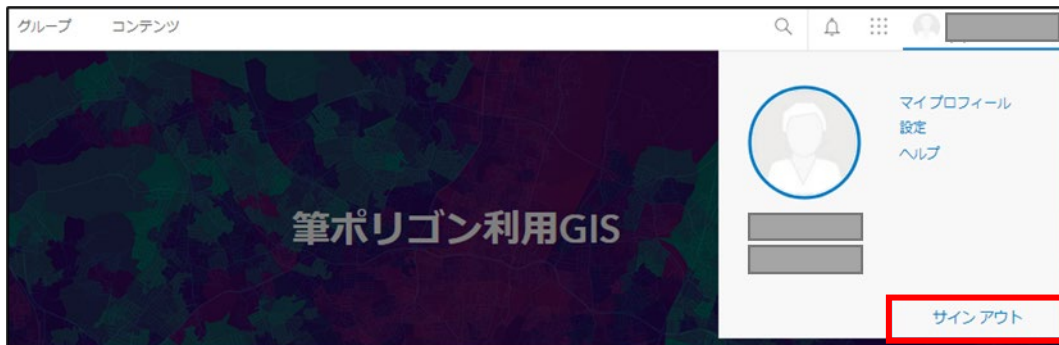 グループ コンテンツ
マイ プロフィール
設定
ヘルプ
筆ポリゴン利用GIS
サイン アウト